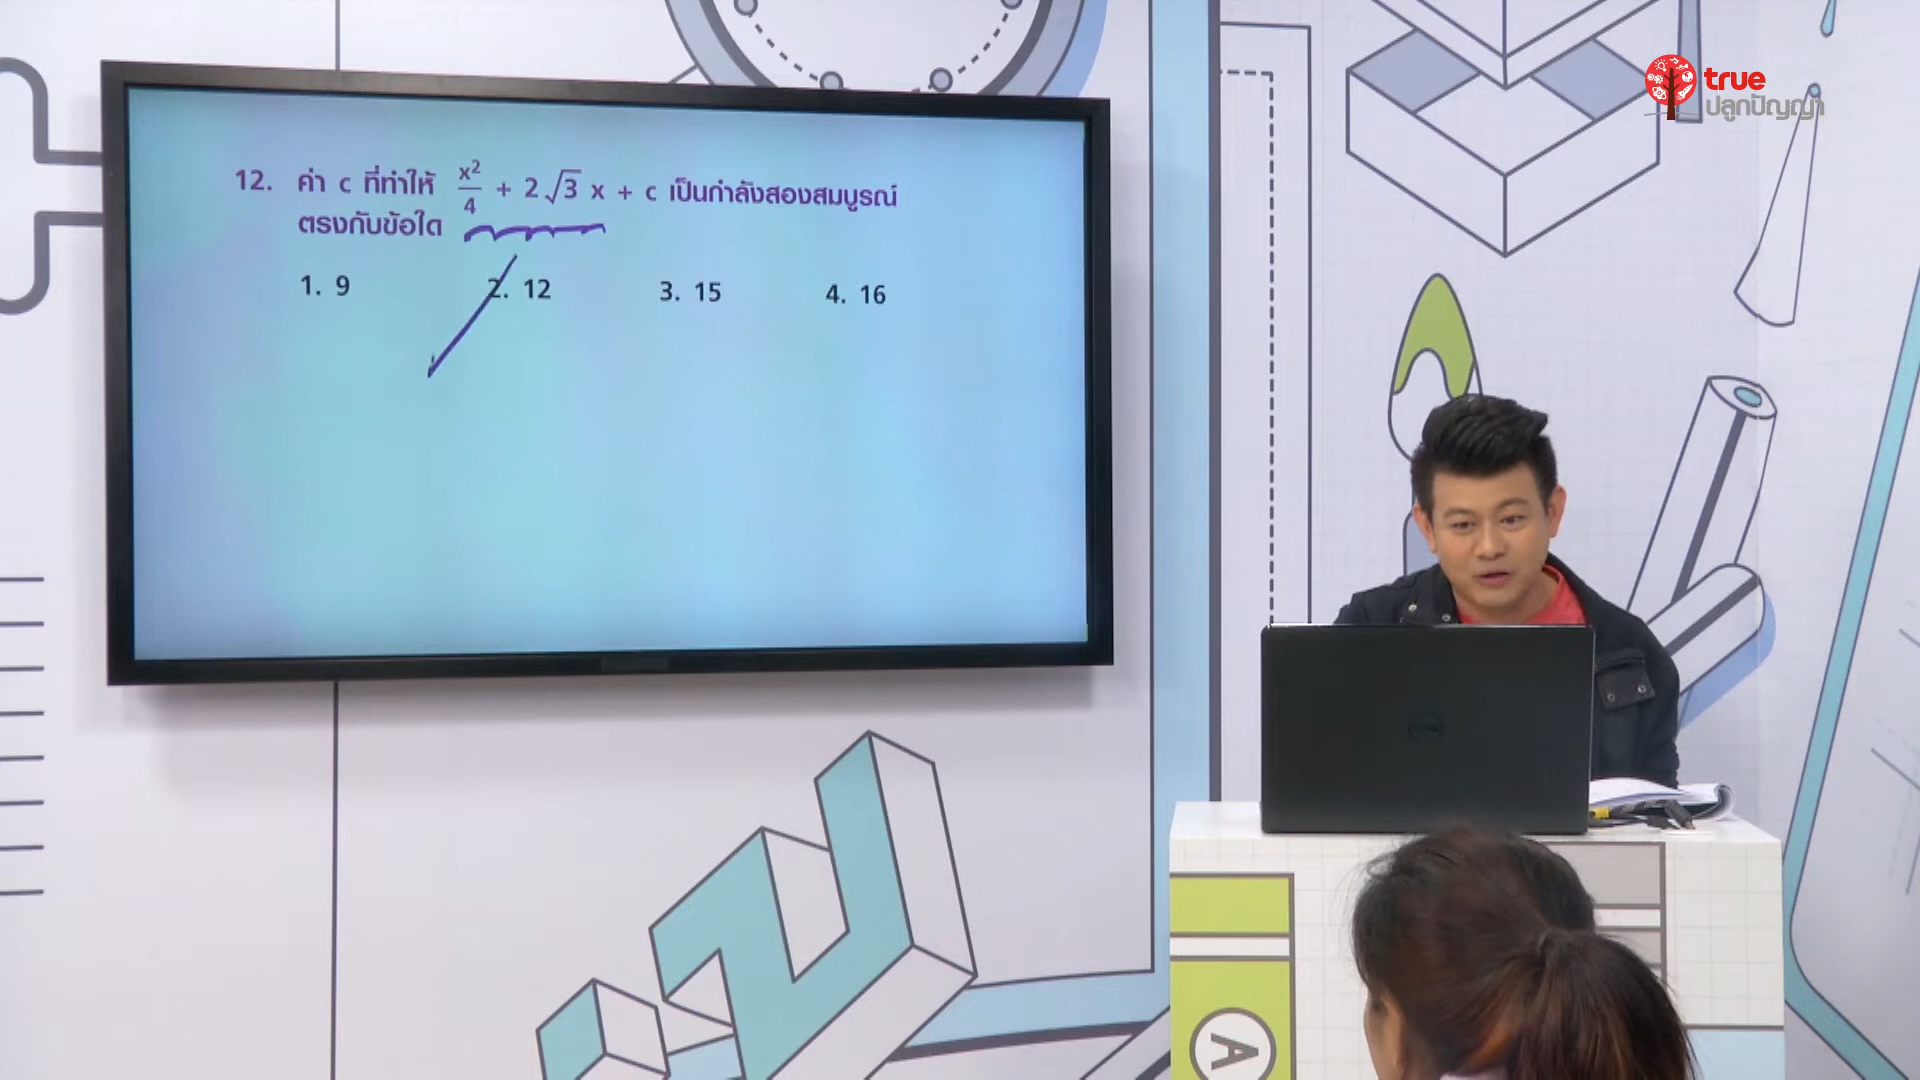 true
ปลูกปัญญา
12. ค่า c ที่ทำให้ x²/4 + 2√3 x + c เป็นกำลังสองสมบูรณ์
ตรงกับข้อใด
1. 9 2. 12 3. 15 4. 16
A